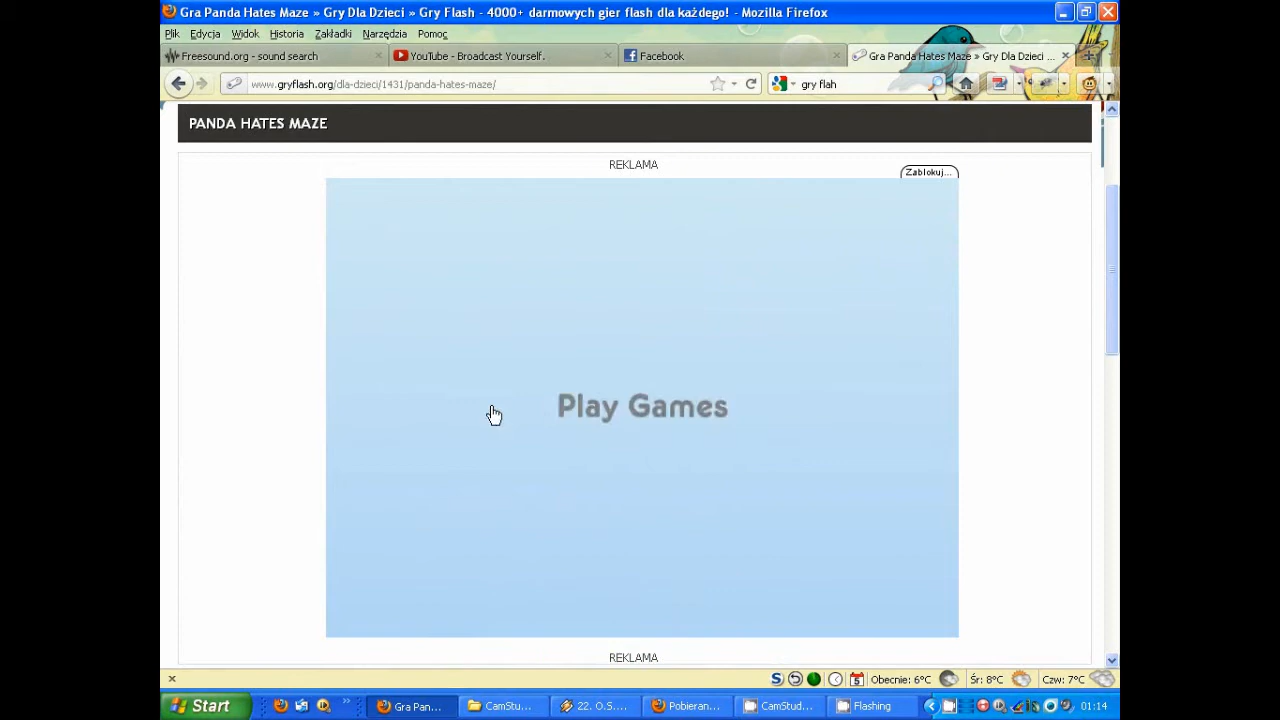 Gra Panda Hates Maze » Gry Dla Dzieci » Gry Flash - 4000+ darmowych gier flash dla każdego! - Mozilla Firefox
Plik Edycja Widok Historia Zakładki Narzędzia Pomoc
Freesound.org - sound search
YouTube - Broadcast Yourself.
Facebook
Gra Panda Hates Maze » Gry Dla Dzieci ...
www.gryflash.org/dla-dzieci/1431/panda-hates-maze/
gry flah
PANDA HATES MAZE
REKLAMA
Zablokuj...
Play Games
REKLAMA
Obecnie: 6°C
Śr: 8°C
Czw: 7°C
Start
Gra Pan...
CamStu...
22. O.S....
Pobieran...
CamStud...
Flashing
01:14